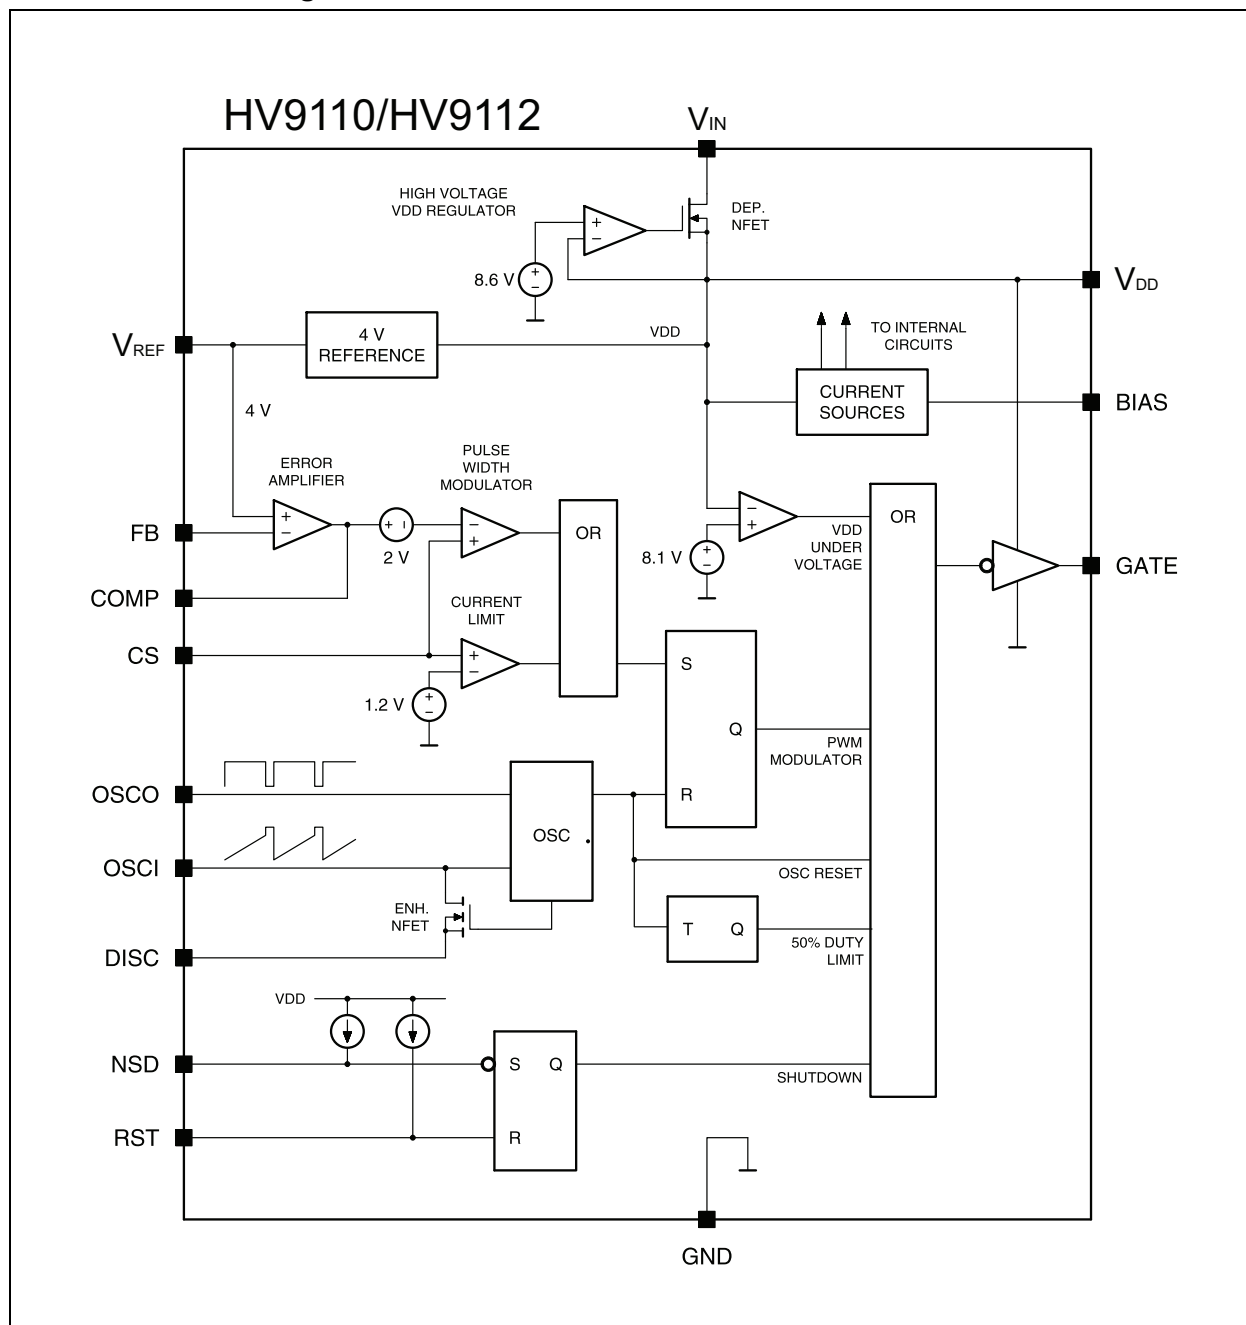 HV9110/HV9112
VIN
HIGH VOLTAGE
VDD REGULATOR
+
−
DEP.
NFET
8.6 V
+
−
VDD
VDD
VREF
4 V
REFERENCE
TO INTERNAL
CIRCUITS
CURRENT
SOURCES
BIAS
4 V
ERROR
AMPLIFIER
+
−
PULSE
WIDTH
MODULATOR
−
+
+ −
2 V
FB
COMP
OR
−
+
8.1 V
+
−
VDD
UNDER
VOLTAGE
OR
GATE
CS
CURRENT
LIMIT
+
−
1.2 V
+
−
S
Q
R
PWM
MODULATOR
OSCO
OSC
OSCI
OSC RESET
ENH.
NFET
T Q
50% DUTY
LIMIT
DISC
VDD
NSD
S Q
R
SHUTDOWN
RST
GND